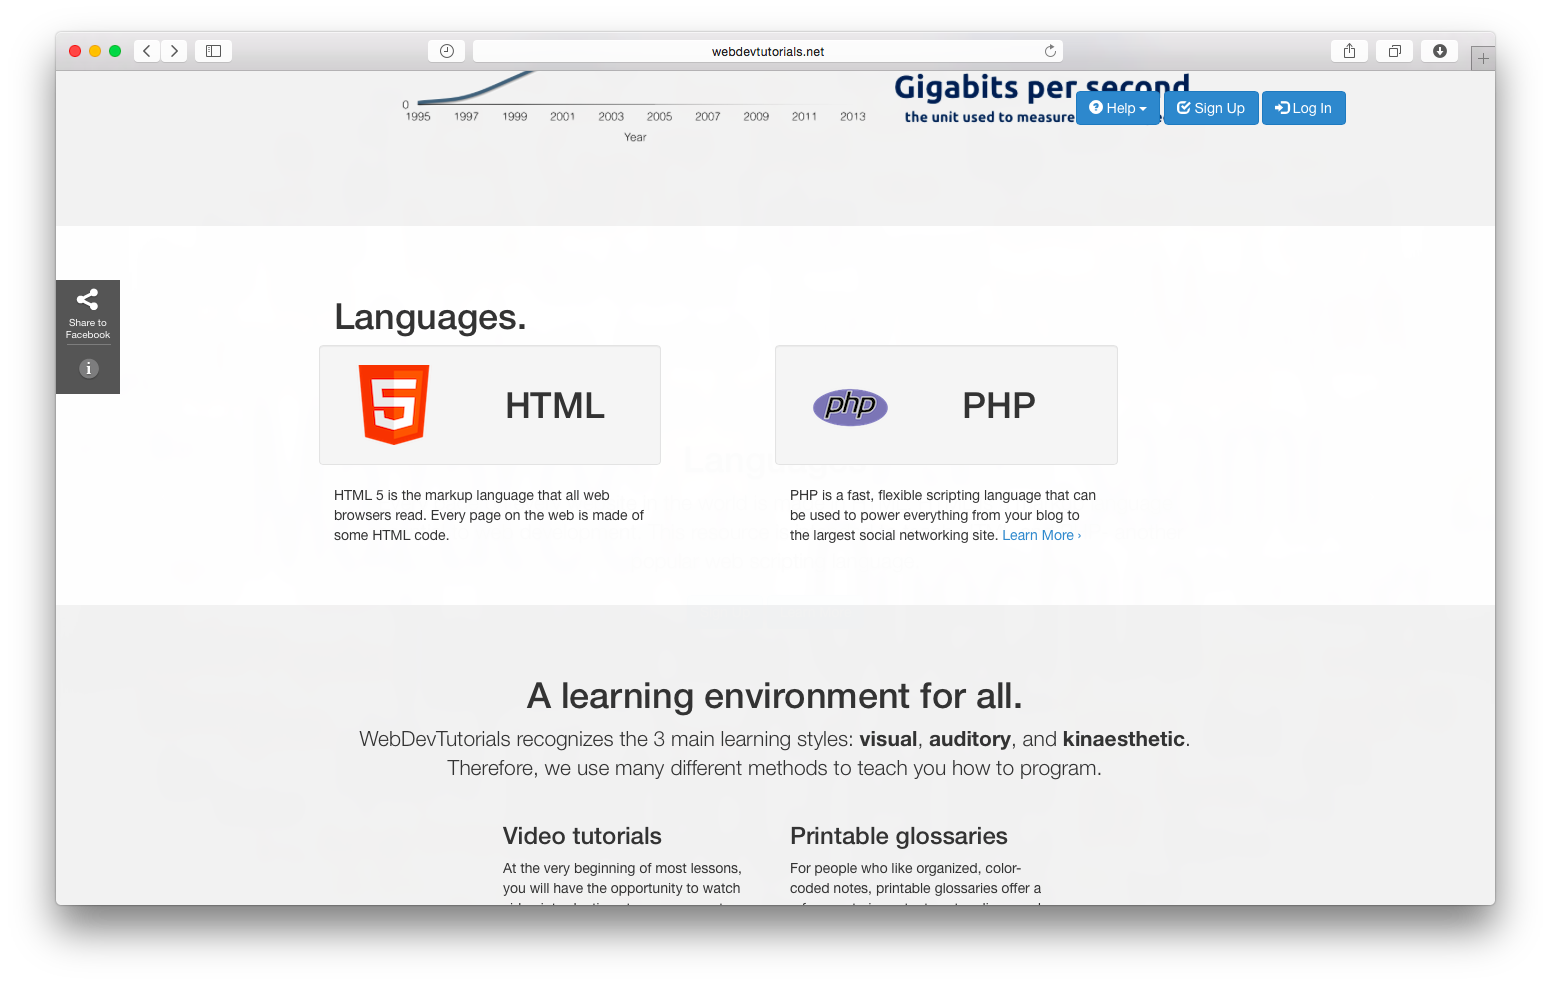 webdevtutorials.net
0
1995 1997 1999 2001 2003 2005 2007 2009 2011 2013
Year
Gigabits per second
the unit used to measure
Help
Sign Up
Log In
Share to
Facebook
Languages.
5
HTML
php
PHP
HTML 5 is the markup language that all web
browsers read. Every page on the web is made of
some HTML code.
PHP is a fast, flexible scripting language that can
be used to power everything from your blog to
the largest social networking site. Learn More ›
A learning environment for all.
WebDevTutorials recognizes the 3 main learning styles: visual, auditory, and kinaesthetic.
Therefore, we use many different methods to teach you how to program.
Video tutorials
At the very beginning of most lessons,
you will have the opportunity to watch
Printable glossaries
For people who like organized, color-
coded notes, printable glossaries offer a